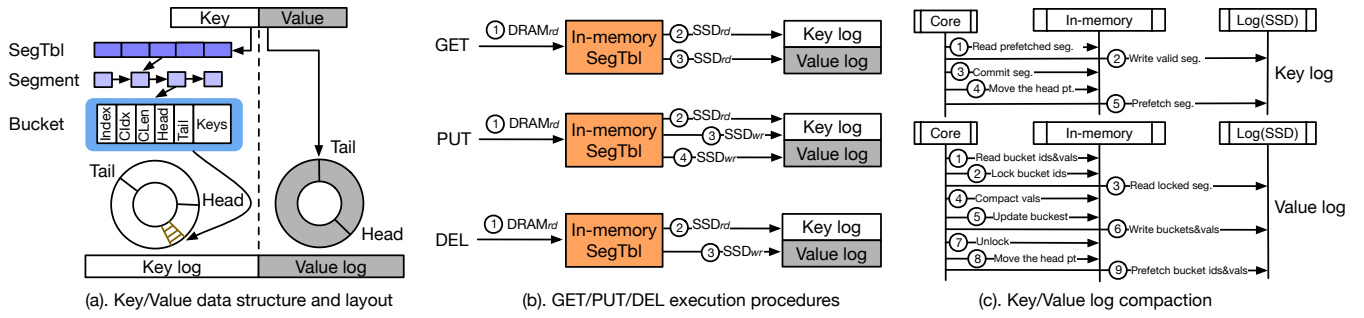 Key Value
SegTbl
Segment
Bucket
Index CIdx CLen Head Tail Keys
Tail
Head
Tail
Head
Key log Value log
(a). Key/Value data structure and layout
GET
1 DRAMrd
In-memory
SegTbl
2 SSDrd
3 SSDrd
Key log
Value log
PUT
1 DRAMrd
In-memory
SegTbl
2 SSDrd
3 SSDwr
4 SSDwr
Key log
Value log
DEL
1 DRAMrd
In-memory
SegTbl
2 SSDrd
3 SSDwr
Key log
Value log
(b). GET/PUT/DEL execution procedures
Core In-memory Log(SSD)
1 Read prefetched seg.
2 Write valid seg.
3 Commit seg.
4 Move the head pt.
5 Prefetch seg.
Key log
Core In-memory Log(SSD)
1 Read bucket ids&vals
2 Lock bucket ids
3 Read locked seg.
4 Compact vals
5 Update buckest
6 Write buckets&vals
7 Unlock
8 Move the head pt
9 Prefetch bucket ids&vals
Value log
(c). Key/Value log compaction